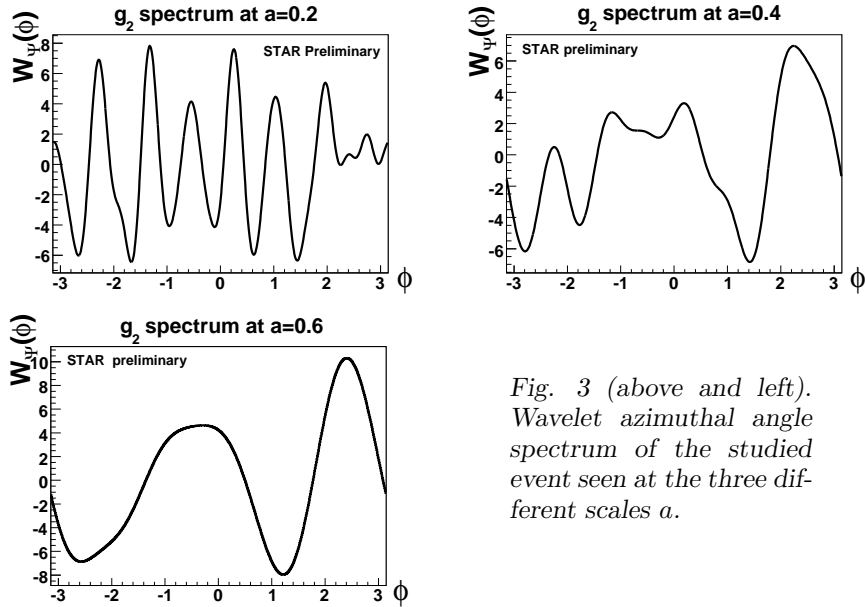 g2 spectrum at a=0.2
WΨ(ϕ)
STAR Preliminary
8
6
4
2
0
-2
-4
-6
-3 -2 -1 0 1 2 3 ϕ
g2 spectrum at a=0.4
WΨ(ϕ)
STAR preliminary
6
4
2
0
-2
-4
-6
-3 -2 -1 0 1 2 3 ϕ
g2 spectrum at a=0.6
WΨ(ϕ)
STAR preliminary
10
8
6
4
2
0
-2
-4
-6
-8
-3 -2 -1 0 1 2 3 ϕ
Fig. 3 (above and left).
Wavelet azimuthal angle
spectrum of the studied
event seen at the three dif-
ferent scales a.